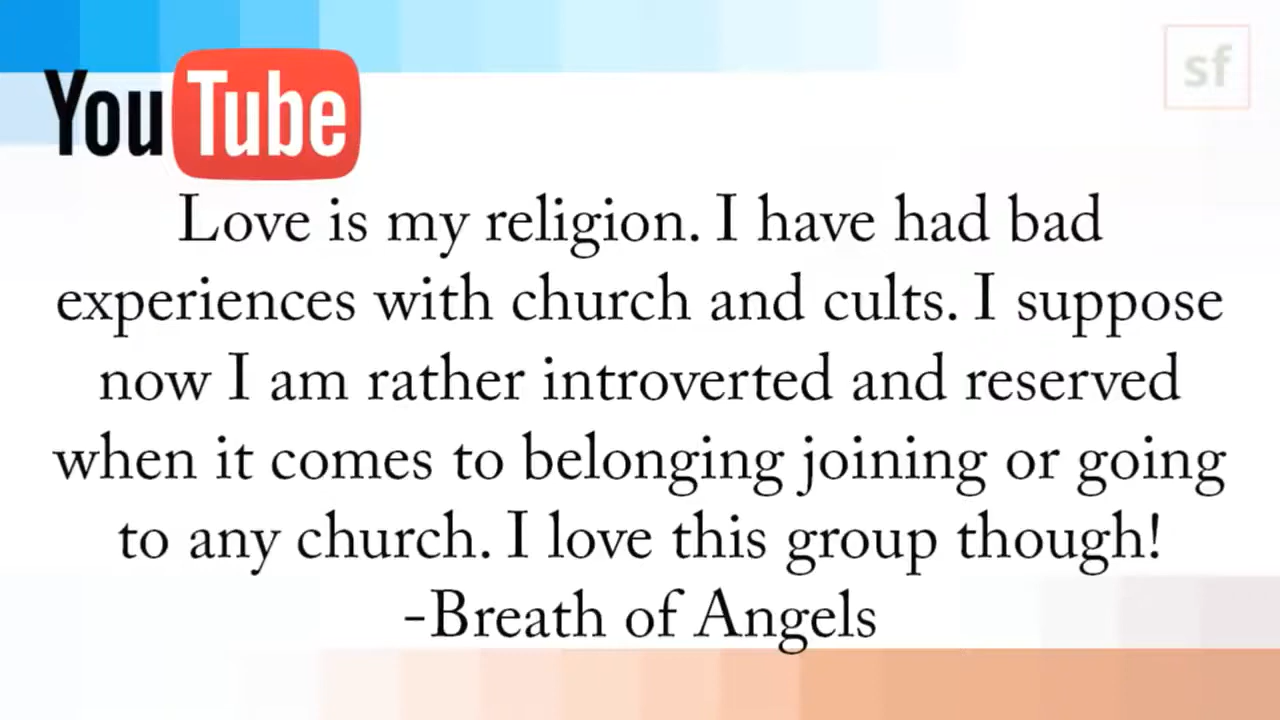 YouTube
sf
Love is my religion. I have had bad
experiences with church and cults. I suppose
now I am rather introverted and reserved
when it comes to belonging joining or going
to any church. I love this group though!
-Breath of Angels